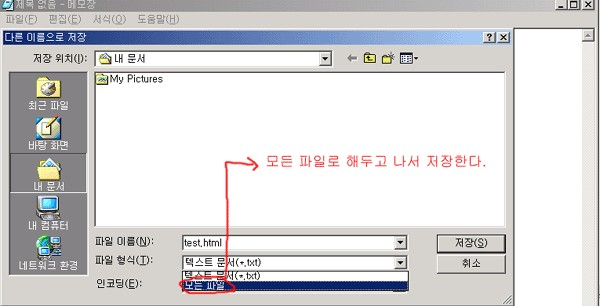 제목 없음 - 메모장
파일(F) 편집(E) 서식(O) 도움말(H)
다른 이름으로 저장
저장 위치(I): 내 문서
My Pictures
최근 파일
바탕 화면
내 문서
내 컴퓨터
네트워크 환경
모든 파일로 해두고 나서 저장한다.
파일 이름(N): test.html 저장(S)
파일 형식(T): 텍스트 문서(*.txt) 취소
텍스트 문서(*.txt)
인코딩(E): 모든 파일